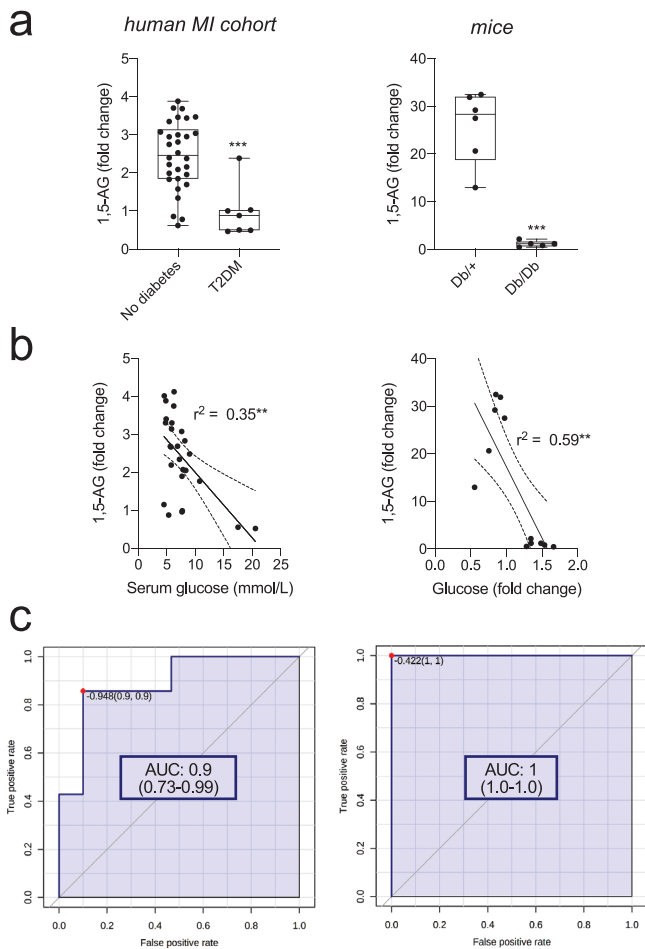 a
human MI cohort
mice
1,5-AG (fold change)
5
4
3
2
1
0
***
No diabetes
T2DM
1,5-AG (fold change)
40
30
20
10
0
***
Db/+
Db/Db
b
1,5-AG (fold change)
5
4
3
2
1
0
r² = 0.35**
0 5 10 15 20 25
Serum glucose (mmol/L)
1,5-AG (fold change)
40
30
20
10
0
r² = 0.59**
0.0 0.5 1.0 1.5 2.0
Glucose (fold change)
c
True positive rate
1.0
0.8
0.6
0.4
0.2
0.0
-0.948(0.9, 0.9)
AUC: 0.9
(0.73-0.99)
0.0 0.2 0.4 0.6 0.8 1.0
False positive rate
True positive rate
1.0
0.8
0.6
0.4
0.2
0.0
-0.422(1, 1)
AUC: 1
(1.0-1.0)
0.0 0.2 0.4 0.6 0.8 1.0
False positive rate